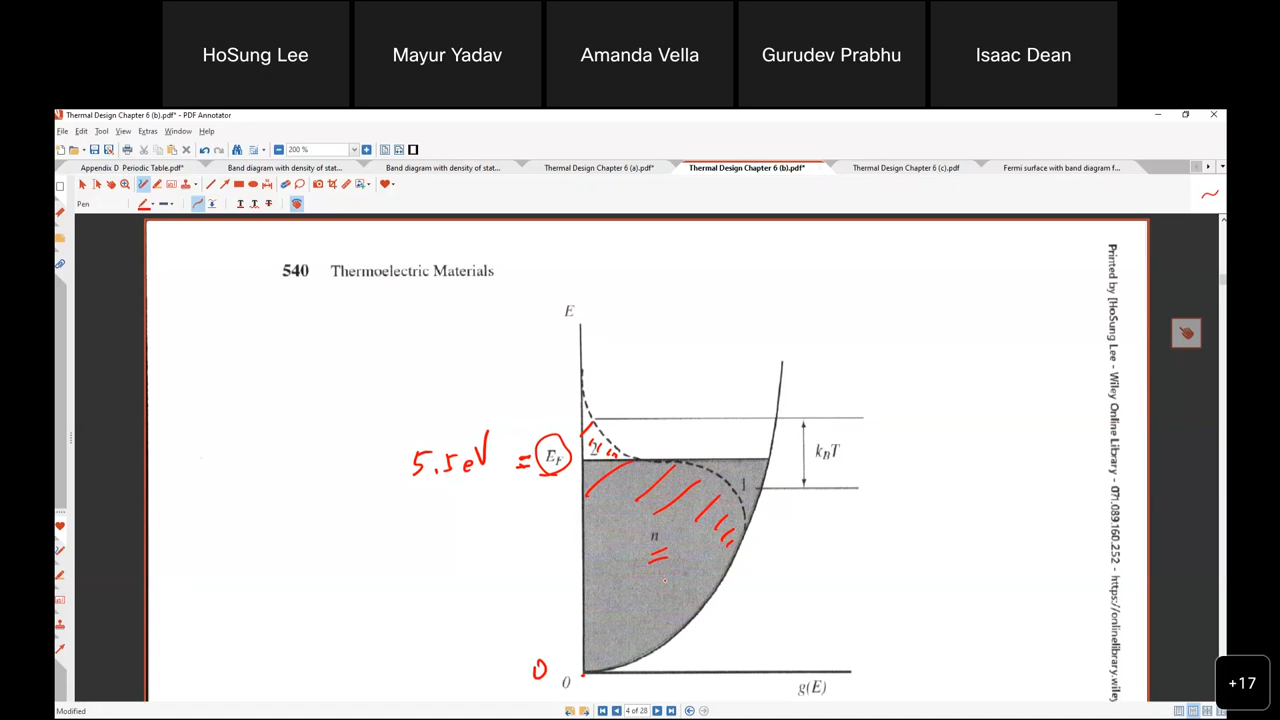 HoSung Lee
Mayur Yadav
Amanda Vella
Gurudev Prabhu
Isaac Dean
Thermal Design Chapter 6 (b).pdf* - PDF Annotator
File Edit Tool View Extras Window Help
200 %
Appendix D Periodic Table.pdf*
Band diagram with density of stat...
Band diagram with density of stat...
Thermal Design Chapter 6 (a).pdf*
Thermal Design Chapter 6 (b).pdf*
Thermal Design Chapter 6 (c).pdf
Fermi surface with band diagram f...
Pen
540 Thermoelectric Materials
E
5.5eV = E_F
2
k_BT
1
n
0
0
g(E)
Printed by [HoSung Lee - Wiley Online Library - 071.089.160.252 - https://onlinelibrary.wiley
Modified
4 of 28
+17